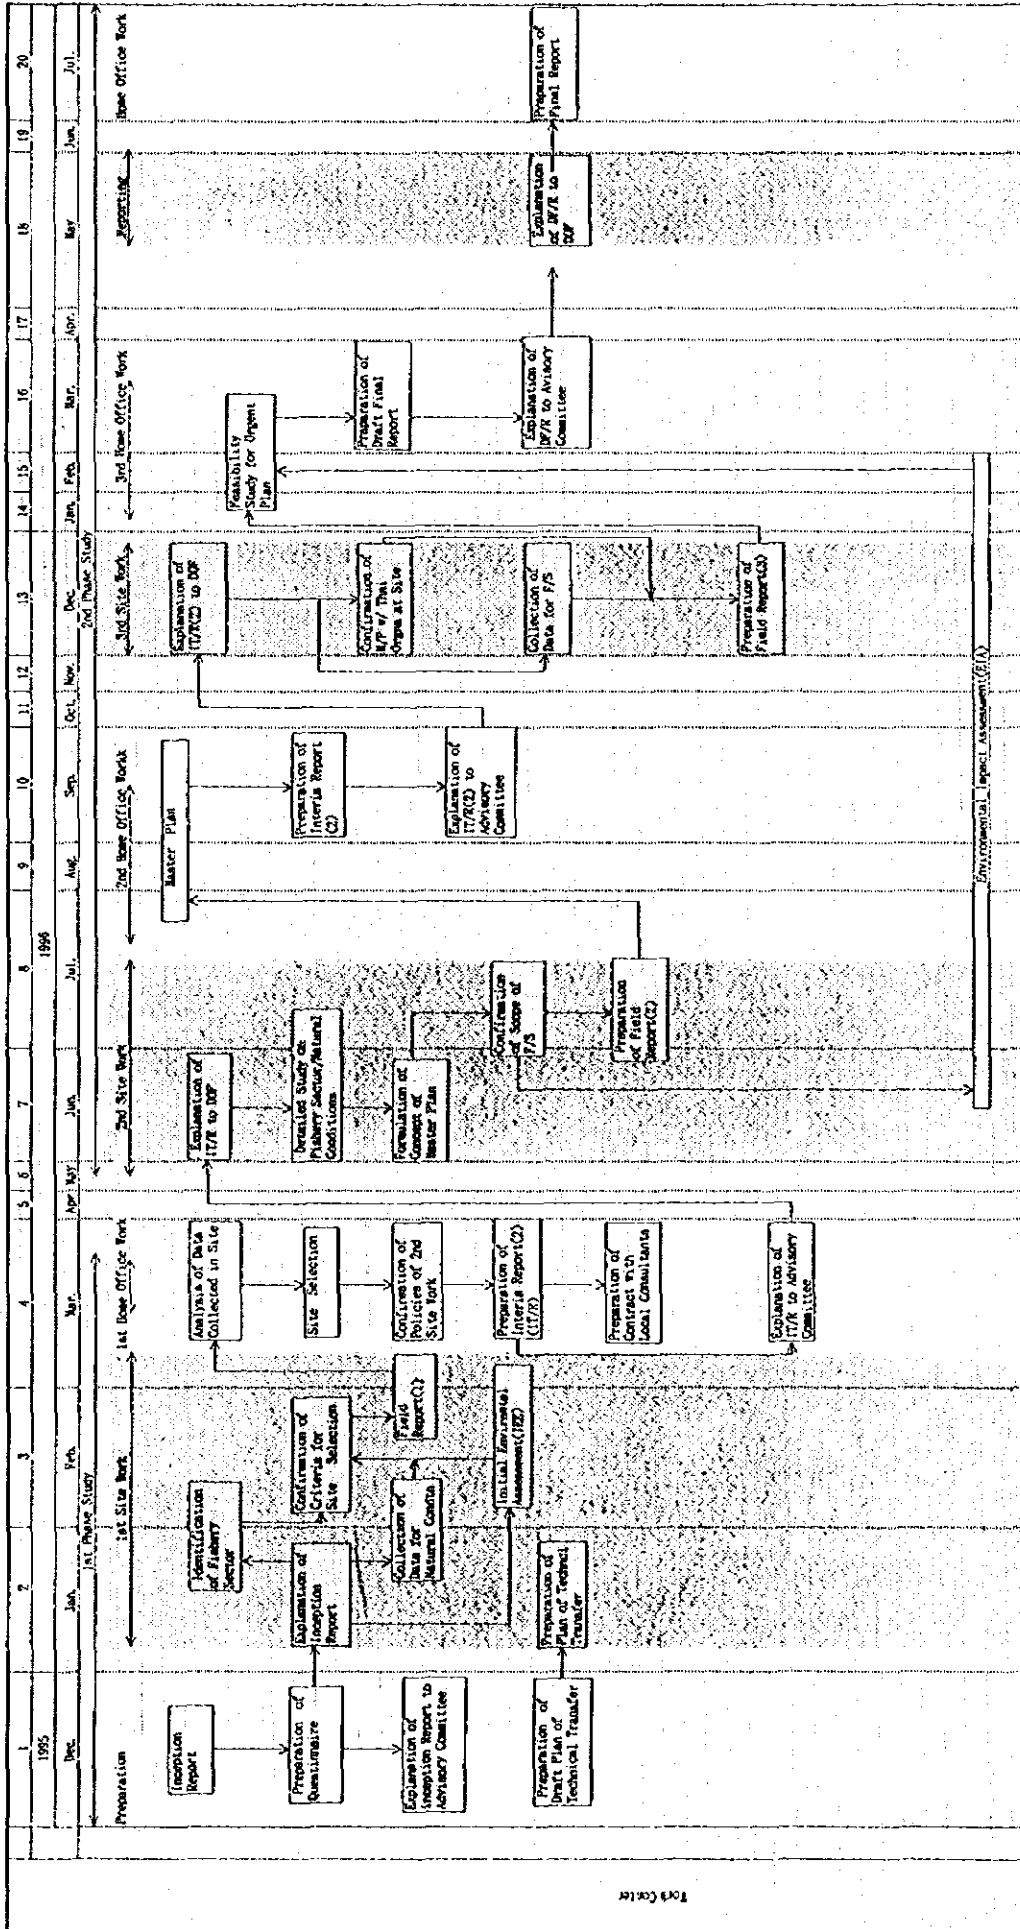 1 2 3 4 5 6 7 8 9 10 11 12 13 14 15 16 17 18 19 20
1995 1996
Dec. Jan. Feb. Mar. Apr May Jun. Jul. Aug. Sep. Oct. Nov. Dec Jan. Feb. Mar. Apr. May Jun. Jul.
1st Phase Study
2nd Phase Study
Preparation
1st Site Work
1st Home Office Work
2nd Site Work
2nd Home Office Work
3rd Site Work
3rd Home Office Work
Reporting
Home Office Work
Inception
Report
Preparation of
Questionnaire
Explanation of
Inception Report to
Advisory Committee
Preparation of
Draft Plan of
Technical Transfer
Identification
of Fishery
Sector
Explanation of
Inception
Report
Collection of
Data for
Natural Condtn
Preparation of
Plan of Technicl
Transfer
Confirmation of
Criteria for
Site Selection
Field
Report(1)
Initial Enviromental
Assessment(IEE)
Analysis of Data
Collected in Site
Site Selection
Confirmation of
Policies of 2nd
Site Work
Preparation of
Interim Report(2)
(IT/R)
Preparation of
Contract with
Local Consultants
Explanation of
IT/R to Advisory
Committee
Explanation of
IT/R to DOF
Detailed Study on
Fishery Sector/Natural
Conditions
Formulation of
Concept of
Master Plan
Confirmation
of Scope of
F/S
Preparation
of Field
Report(2)
Master Plan
Preparation of
Interim Report
(2)
Explanation of
IT/R(2) to
Advisory
Committee
Explanation of
IT/R(2) to DOF
Confirmation of
M/P w/ Thai
Orgns at Site
Collection of
Data for F/S
Preparation of
Field Report(3)
Feasibility
Study for Urgent
Plan
Preparation of
Draft Final
Report
Explanation of
DF/R to Avisory
Committee
Explanation
of DF/R to
DOF
Preparation of
Final Report
Environmental Impact Assessment(EIA)